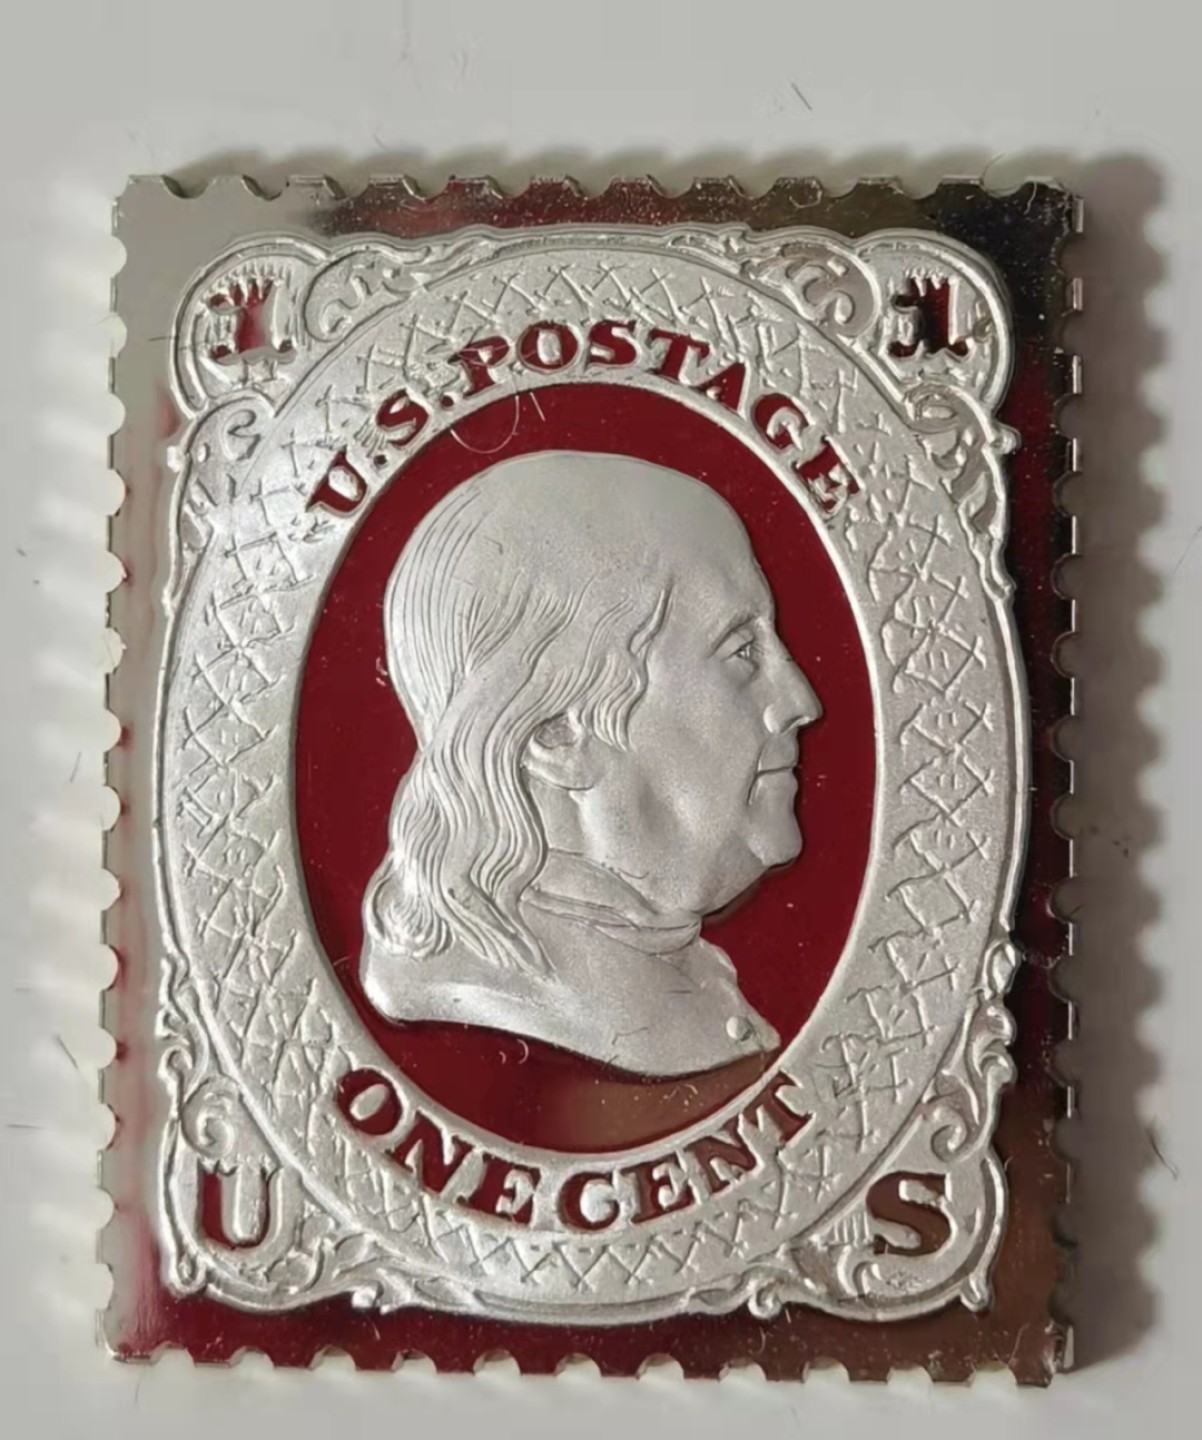 1 1
U.S. POSTAGE
ONE CENT
U S